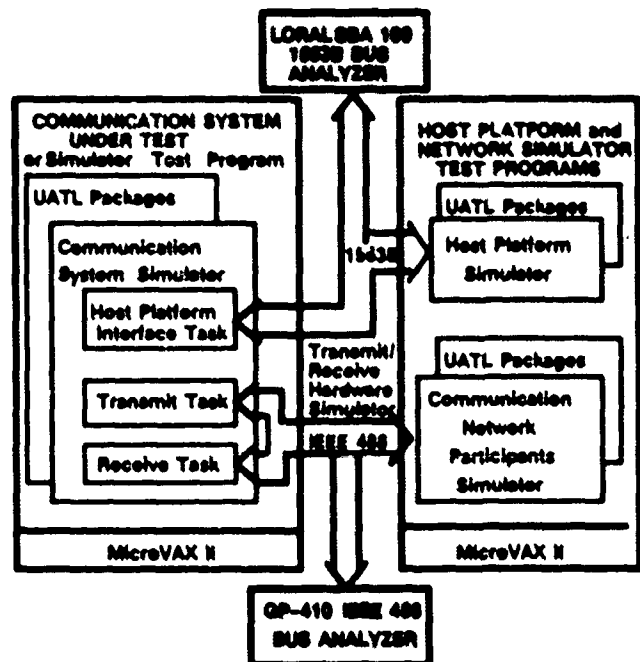 LORAL SBA 100
1553B BUS
ANALYZER
COMMUNICATION SYSTEM
UNDER TEST
or Simulator Test Program
UATL Packages
Communication
System Simulator
Host Platform
Interface Task
Transmit Task
Receive Task
MicroVAX II
1553B
Transmit/
Receive
Hardware
Simulator
IEEE 488
HOST PLATFORM and
NETWORK SIMULATOR
TEST PROGRAMS
UATL Packages
Host Platform
Simulator
UATL Packages
Communication
Network
Participants
Simulator
MicroVAX II
QP-410 IEEE 488
BUS ANALYZER